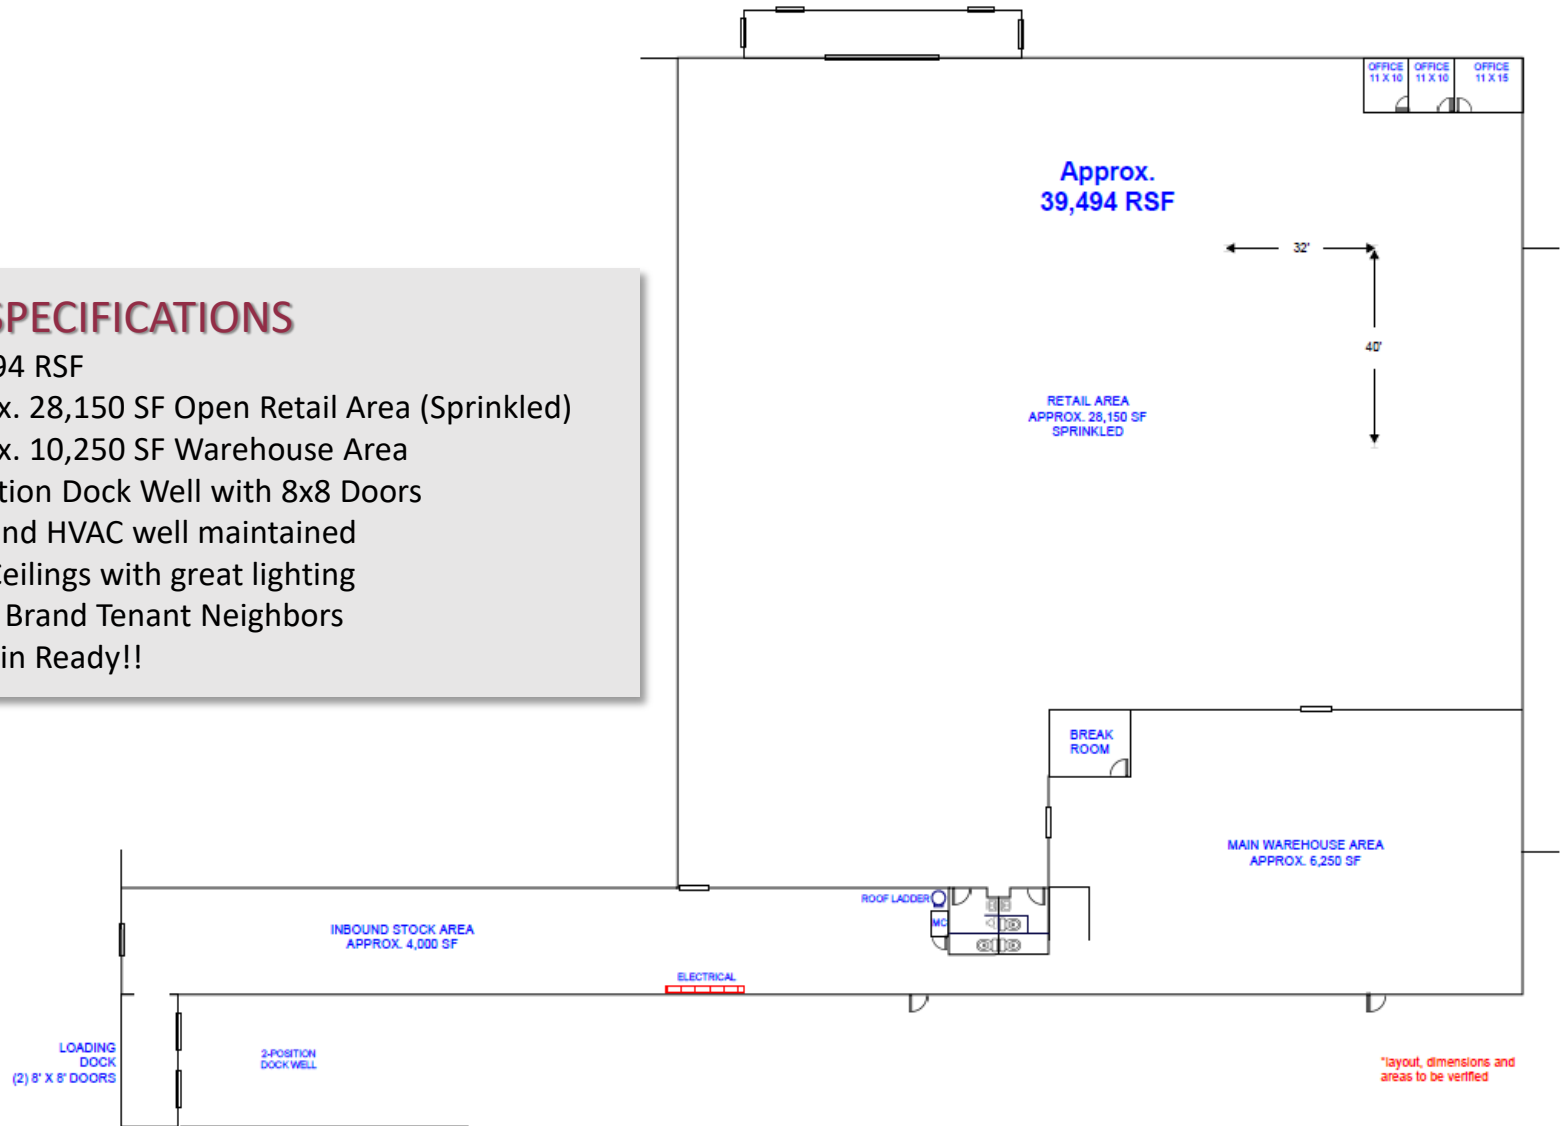 OFFICE
11 X 10
OFFICE
11 X 10
OFFICE
11 X 15
Approx.
39,494 RSF
32'
40'
SPECIFICATIONS
94 RSF
x. 28,150 SF Open Retail Area (Sprinkled)
x. 10,250 SF Warehouse Area
tion Dock Well with 8x8 Doors
nd HVAC well maintained
Ceilings with great lighting
Brand Tenant Neighbors
in Ready!!
RETAIL AREA
APPROX. 28,150 SF
SPRINKLED
BREAK
ROOM
MAIN WAREHOUSE AREA
APPROX. 6,250 SF
ROOF LADDER
MC
INBOUND STOCK AREA
APPROX. 4,000 SF
ELECTRICAL
LOADING
DOCK
(2) 8' X 8' DOORS
2-POSITION
DOCK WELL
*layout, dimensions and
areas to be verified